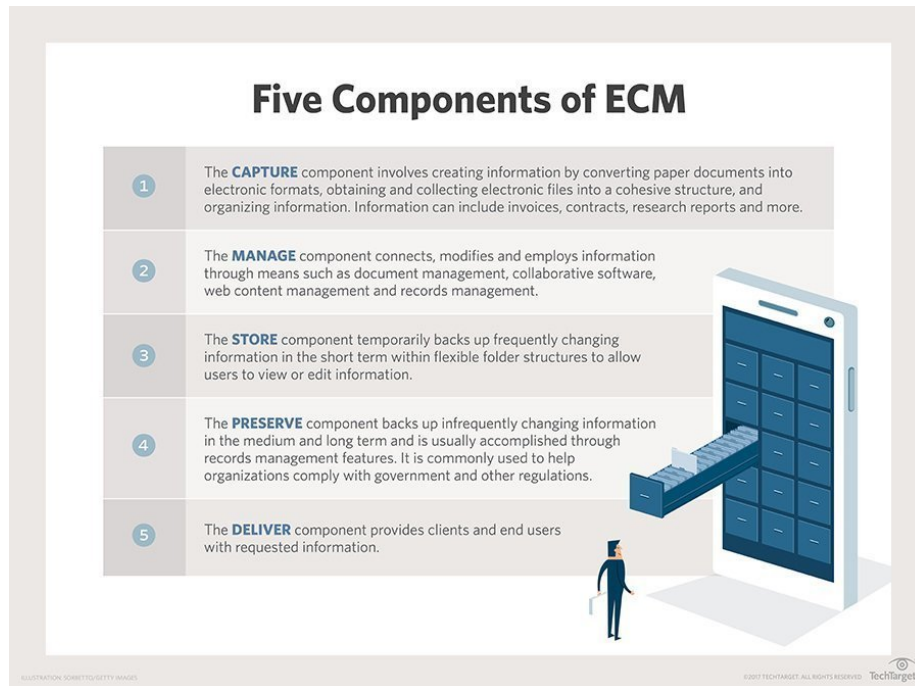 Five Components of ECM
1
The CAPTURE component involves creating information by converting paper documents into
electronic formats, obtaining and collecting electronic files into a cohesive structure, and
organizing information. Information can include invoices, contracts, research reports and more.
2
The MANAGE component connects, modifies and employs information
through means such as document management, collaborative software,
web content management and records management.
3
The STORE component temporarily backs up frequently changing
information in the short term within flexible folder structures to allow
users to view or edit information.
4
The PRESERVE component backs up infrequently changing information
in the medium and long term and is usually accomplished through
records management features. It is commonly used to help
organizations comply with government and other regulations.
5
The DELIVER component provides clients and end users
with requested information.
ILLUSTRATION: SORBETTO/GETTY IMAGES
©2017 TECHTARGET. ALL RIGHTS RESERVED
TechTarget